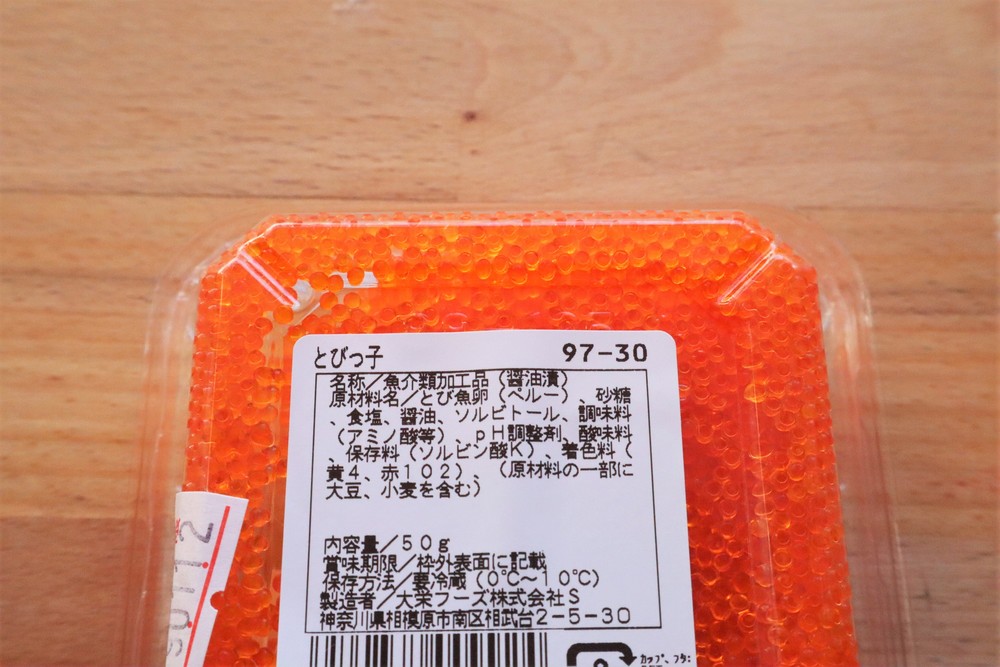 とびっ子 97-30
名称/魚介類加工品（醤油漬）
原材料名/とび魚卵（ペルー）、砂糖
、食塩、醤油、ソルビトール、調味料
（アミノ酸等）、pH調整剤、酸味料
、保存料（ソルビン酸K）、着色料（
黄4、赤102）、（原材料の一部に
大豆、小麦を含む）
内容量/50g
賞味期限/枠外表面に記載
保存方法/要冷蔵（0℃～10℃）
製造者/大栄フーズ株式会社S
神奈川県相模原市南区相武台2-5-30
カップ、フタ: